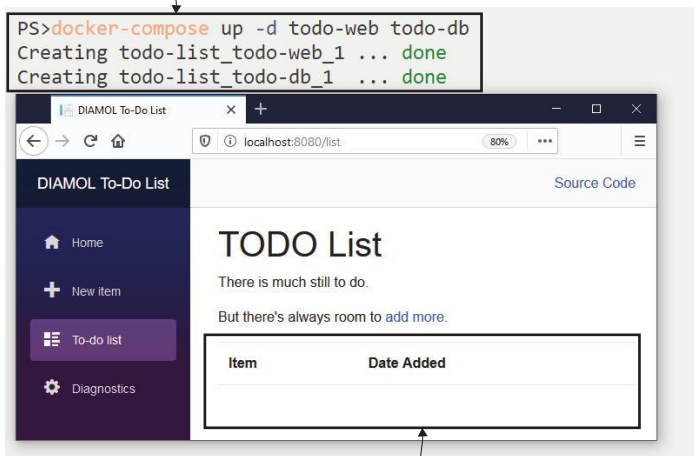 PS>docker-compose up -d todo-web todo-db
Creating todo-list_todo-web_1 ... done
Creating todo-list_todo-db_1 ... done
DIAMOL To-Do List
localhost:8080/list
80%
DIAMOL To-Do List
Source Code
Home
New item
To-do list
Diagnostics
TODO List
There is much still to do.
But there's always room to add more.
Item Date Added